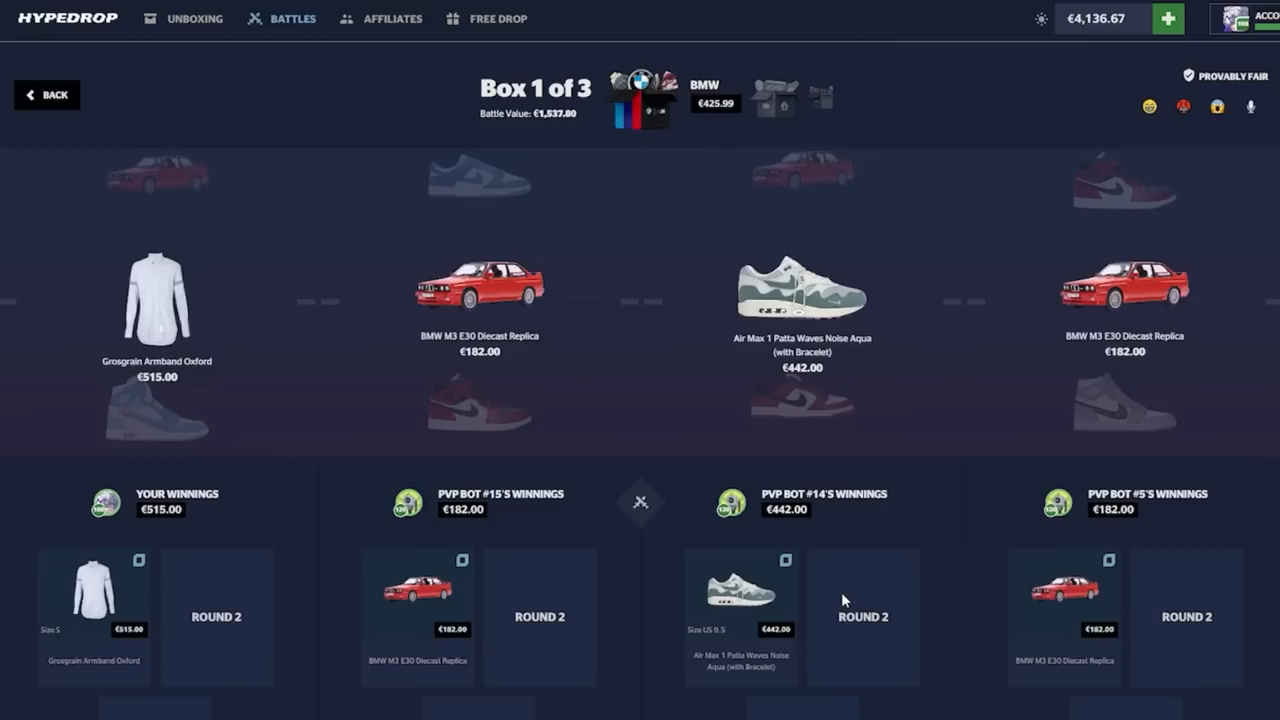 HYPEDROP
UNBOXING
BATTLES
AFFILIATES
FREE DROP
€4,136.67
ACCO
BACK
Box 1 of 3
Battle Value: €1,537.80
BMW
€425.99
PROVABLY FAIR
Grosgrain Armband Oxford
€515.00
BMW M3 E30 Diecast Replica
€182.00
Air Max 1 Patta Waves Noise Aqua
(with Bracelet)
€442.00
BMW M3 E30 Diecast Replica
€182.00
YOUR WINNINGS
€515.00
PVP BOT #15'S WINNINGS
€182.00
PVP BOT #14'S WINNINGS
€442.00
PVP BOT #5'S WINNINGS
€182.00
Size S
€515.00
Grosgrain Armband Oxford
ROUND 2
€182.00
BMW M3 E30 Diecast Replica
ROUND 2
Size US 9.5
€442.00
Air Max 1 Patta Waves Noise
Aqua (with Bracelet)
ROUND 2
€182.00
BMW M3 E30 Diecast Replica
ROUND 2